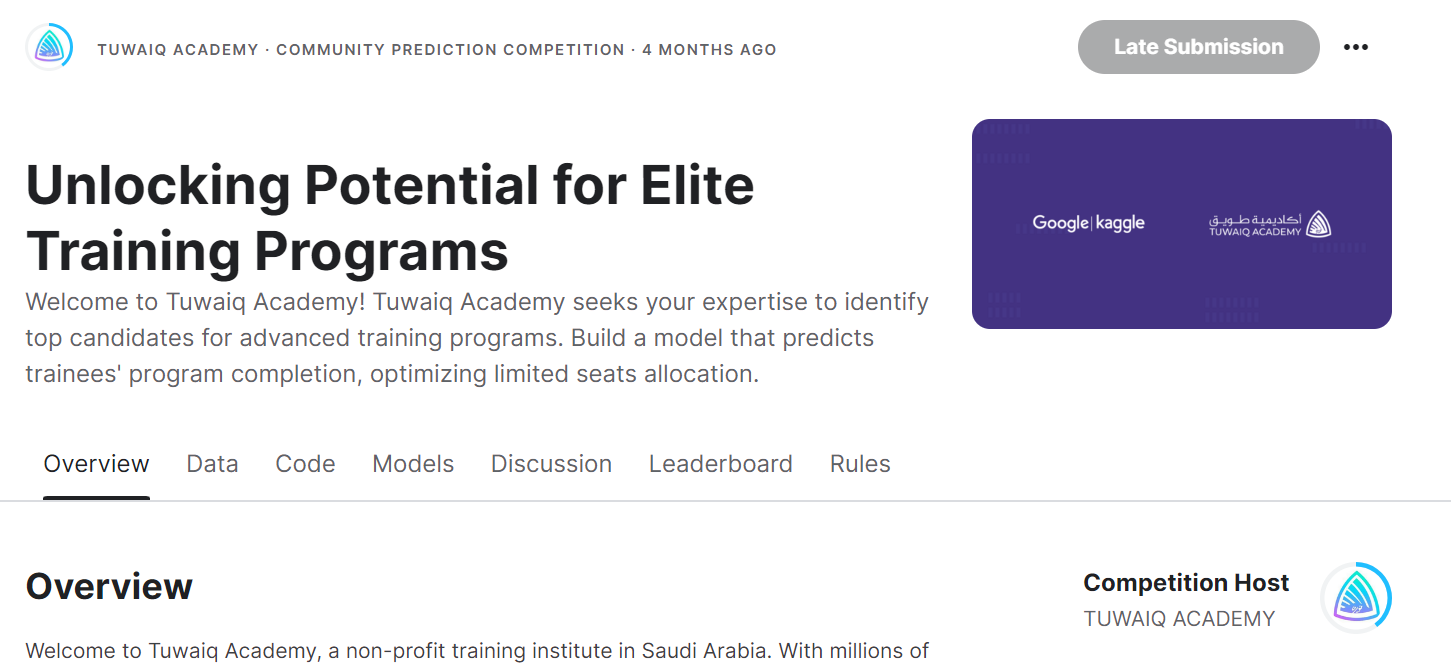 TUWAIQ ACADEMY · COMMUNITY PREDICTION COMPETITION · 4 MONTHS AGO
Late Submission
Unlocking Potential for Elite
Training Programs
Welcome to Tuwaiq Academy! Tuwaiq Academy seeks your expertise to identify
top candidates for advanced training programs. Build a model that predicts
trainees' program completion, optimizing limited seats allocation.
Google | kaggle
أكاديمية طويق
TUWAIQ ACADEMY
Overview Data Code Models Discussion Leaderboard Rules
Overview
Welcome to Tuwaiq Academy, a non-profit training institute in Saudi Arabia. With millions of
Competition Host
TUWAIQ ACADEMY